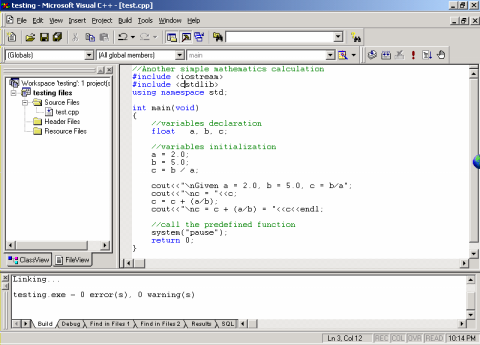 testing - Microsoft Visual C++ - [test.cpp]
File Edit View Insert Project Build Tools Window Help
(Globals) [All global members] main
Workspace 'testing': 1 project(s
testing files
Source Files
test.cpp
Header Files
Resource Files
ClassView FileView
//Another simple mathematics calculation
#include <iostream>
#include <cstdlib>
using namespace std;
int main(void)
{
//variables declaration
float a, b, c;
//variables initialization
a = 2.0;
b = 5.0;
c = b / a;
cout<<"\nGiven a = 2.0, b = 5.0, c = b/a";
cout<<"\nc = "<<c;
c = c + (a/b);
cout<<"\nc = c + (a/b) = "<<c<<endl;
//call the predefined function
system("pause");
return 0;
}
Linking...
testing.exe - 0 error(s), 0 warning(s)
Build Debug Find in Files 1 Find in Files 2 Results SQL
Ln 3, Col 12 REC COL OVR READ 10:14 PM